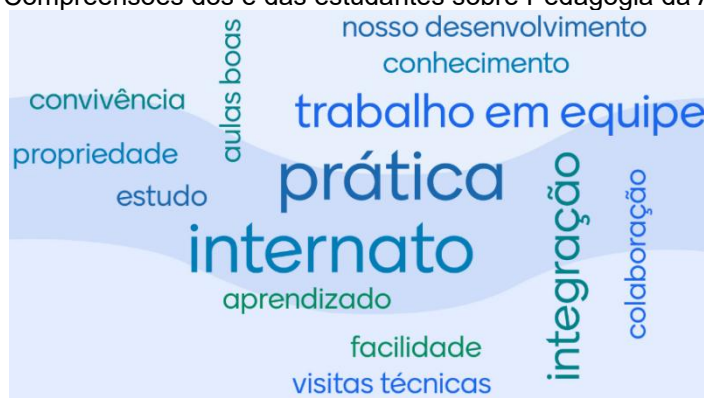 Compreensões dos e das estudantes sobre Pedagogia da
nosso desenvolvimento
conhecimento
aulas boas
convivência
trabalho em equipe
propriedade
prática
estudo
integração
colaboração
internato
aprendizado
facilidade
visitas técnicas